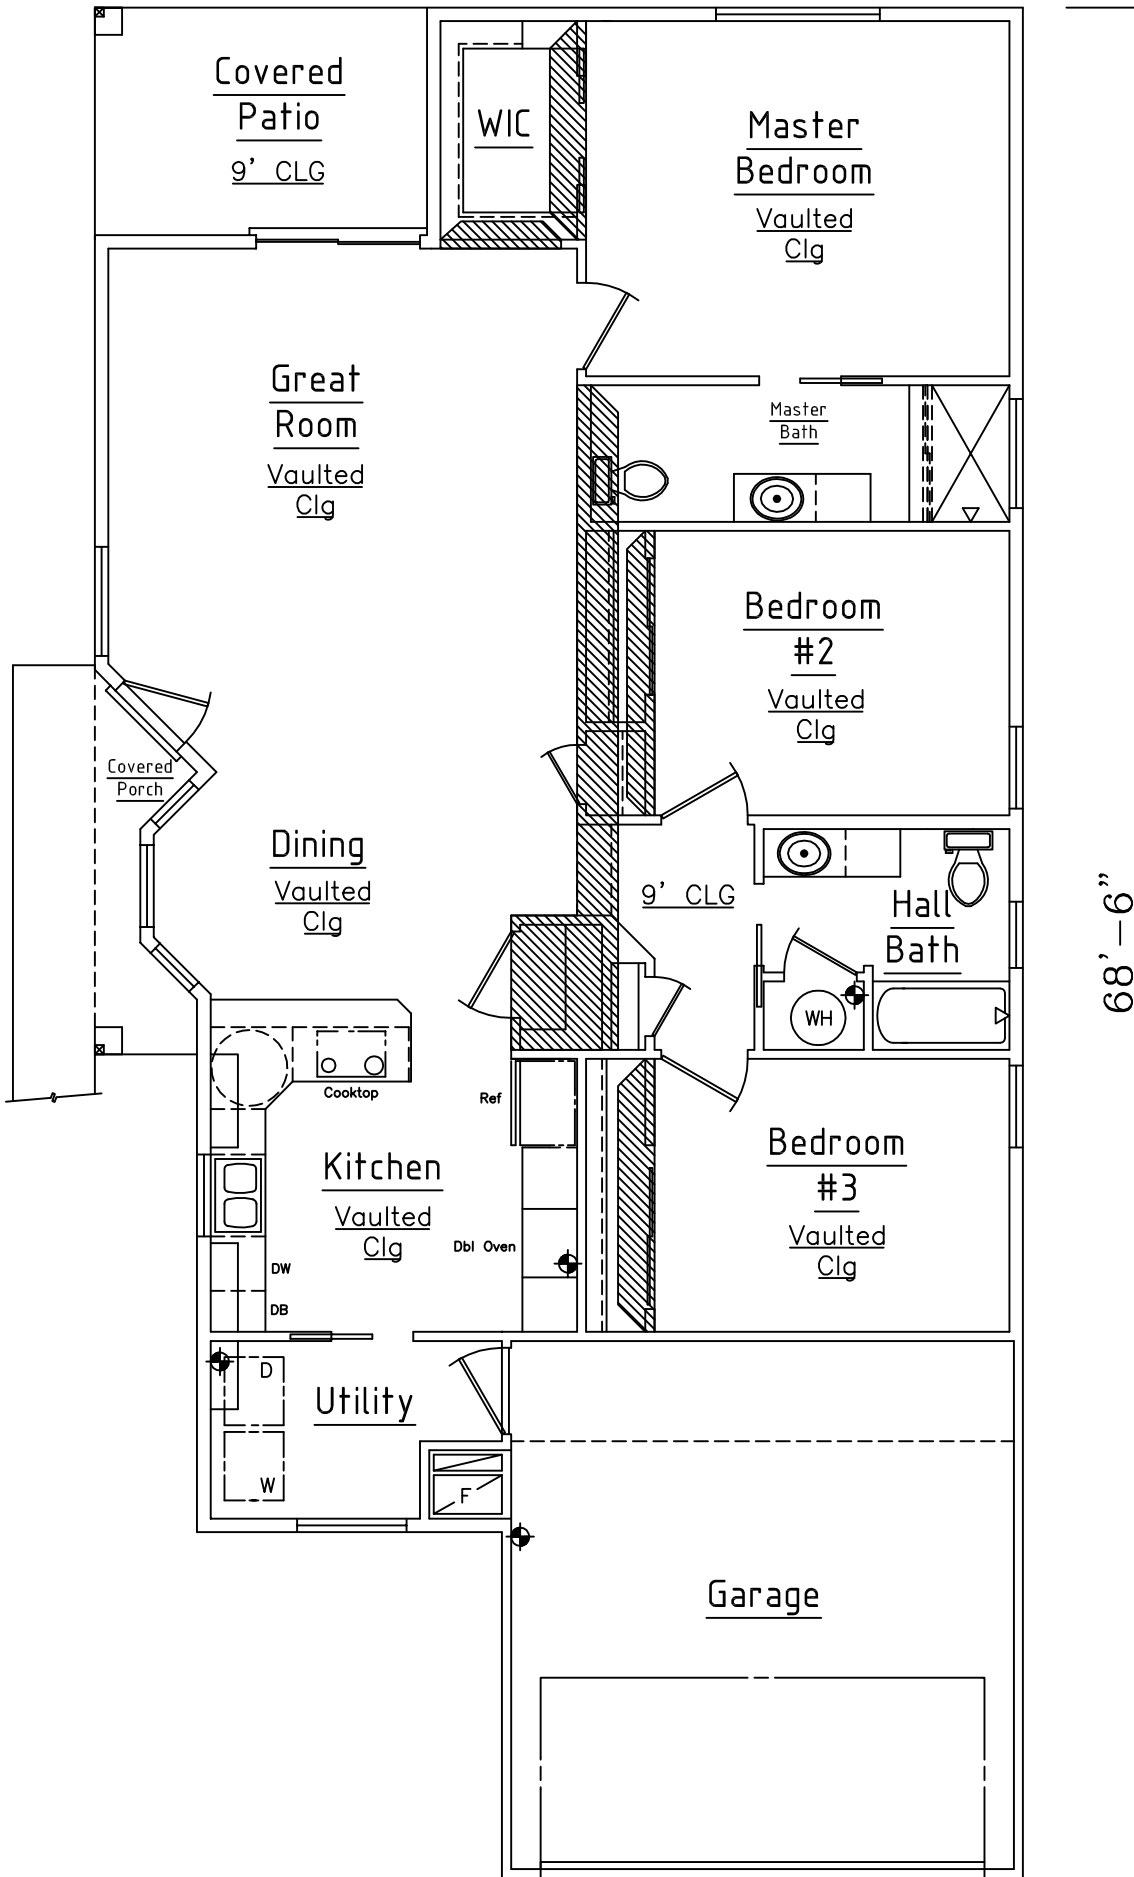 Covered
Patio
9' CLG
WIC
Master
Bedroom
Vaulted
Clg
Great
Room
Vaulted
Clg
Master
Bath
Bedroom
#2
Vaulted
Clg
Covered
Porch
Dining
Vaulted
Clg
9' CLG
Hall
Bath
WH
68'-6"
Cooktop
Ref
Kitchen
Vaulted
Clg
Dbl Oven
DW
DB
Bedroom
#3
Vaulted
Clg
D
Utility
W
F
Garage